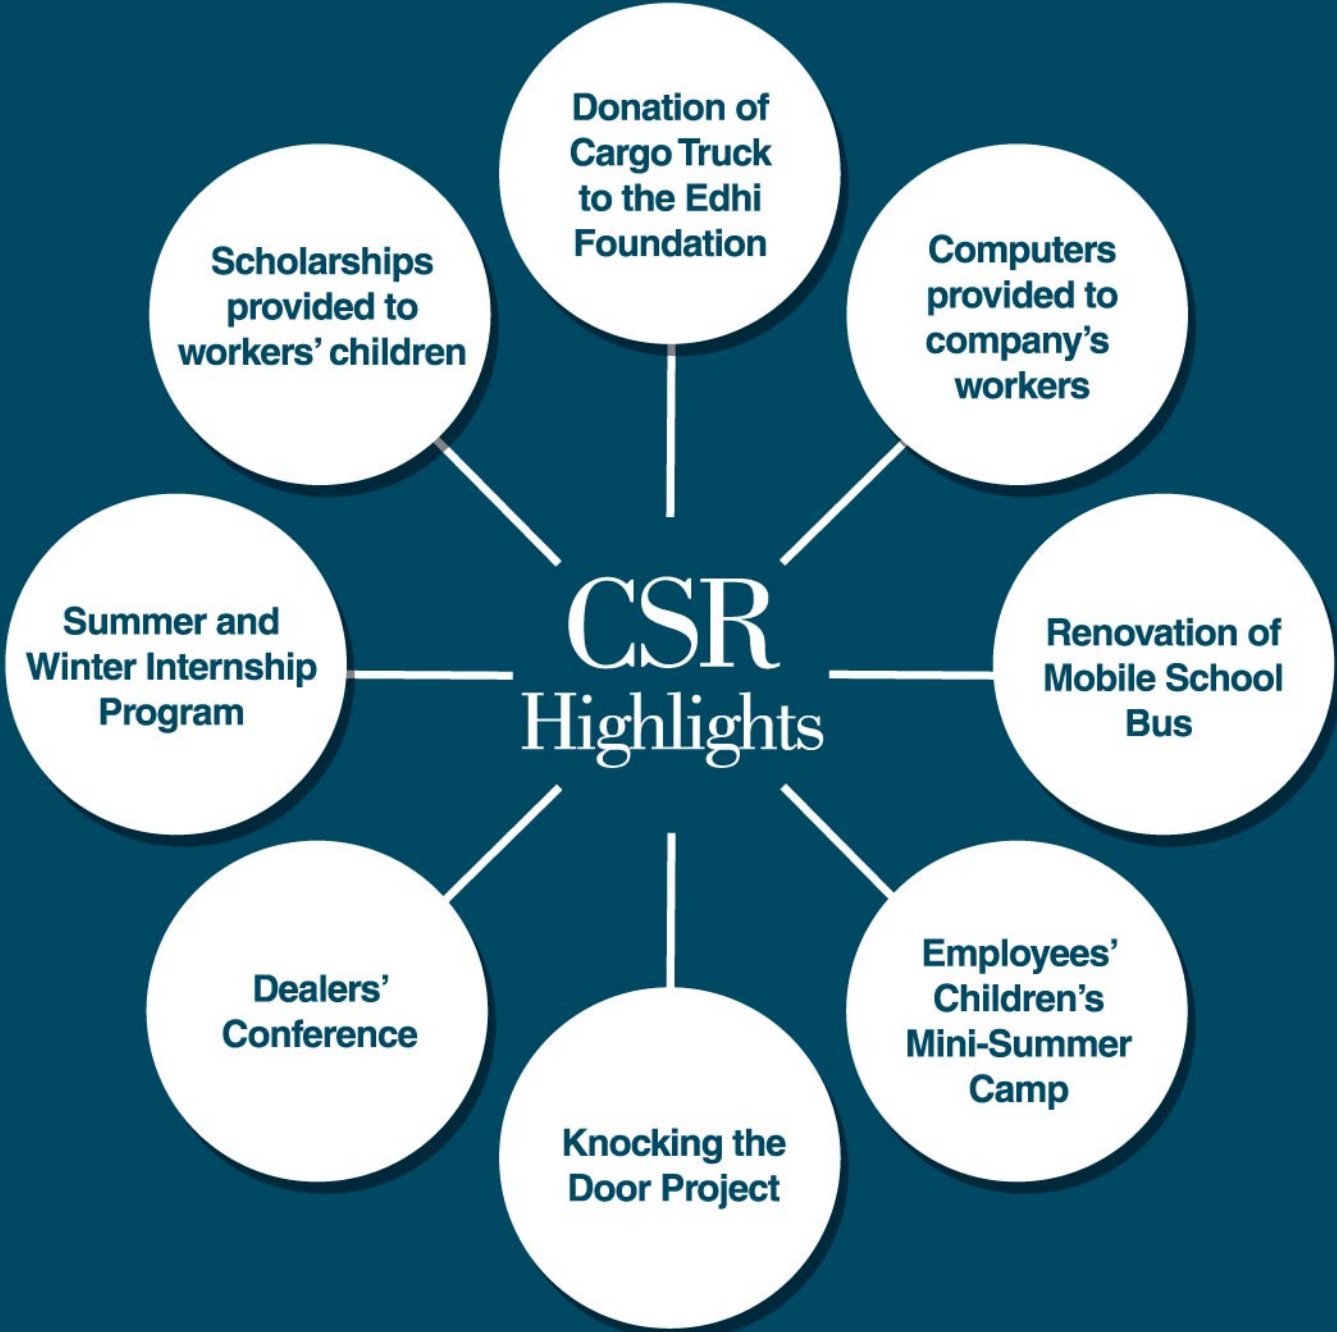 Donation of
Cargo Truck
to the Edhi
Foundation
Computers
provided to
company’s
workers
Renovation of
Mobile School
Bus
Employees’
Children’s
Mini-Summer
Camp
Knocking the
Door Project
Dealers’
Conference
Summer and
Winter Internship
Program
Scholarships
provided to
workers’ children
CSR
Highlights